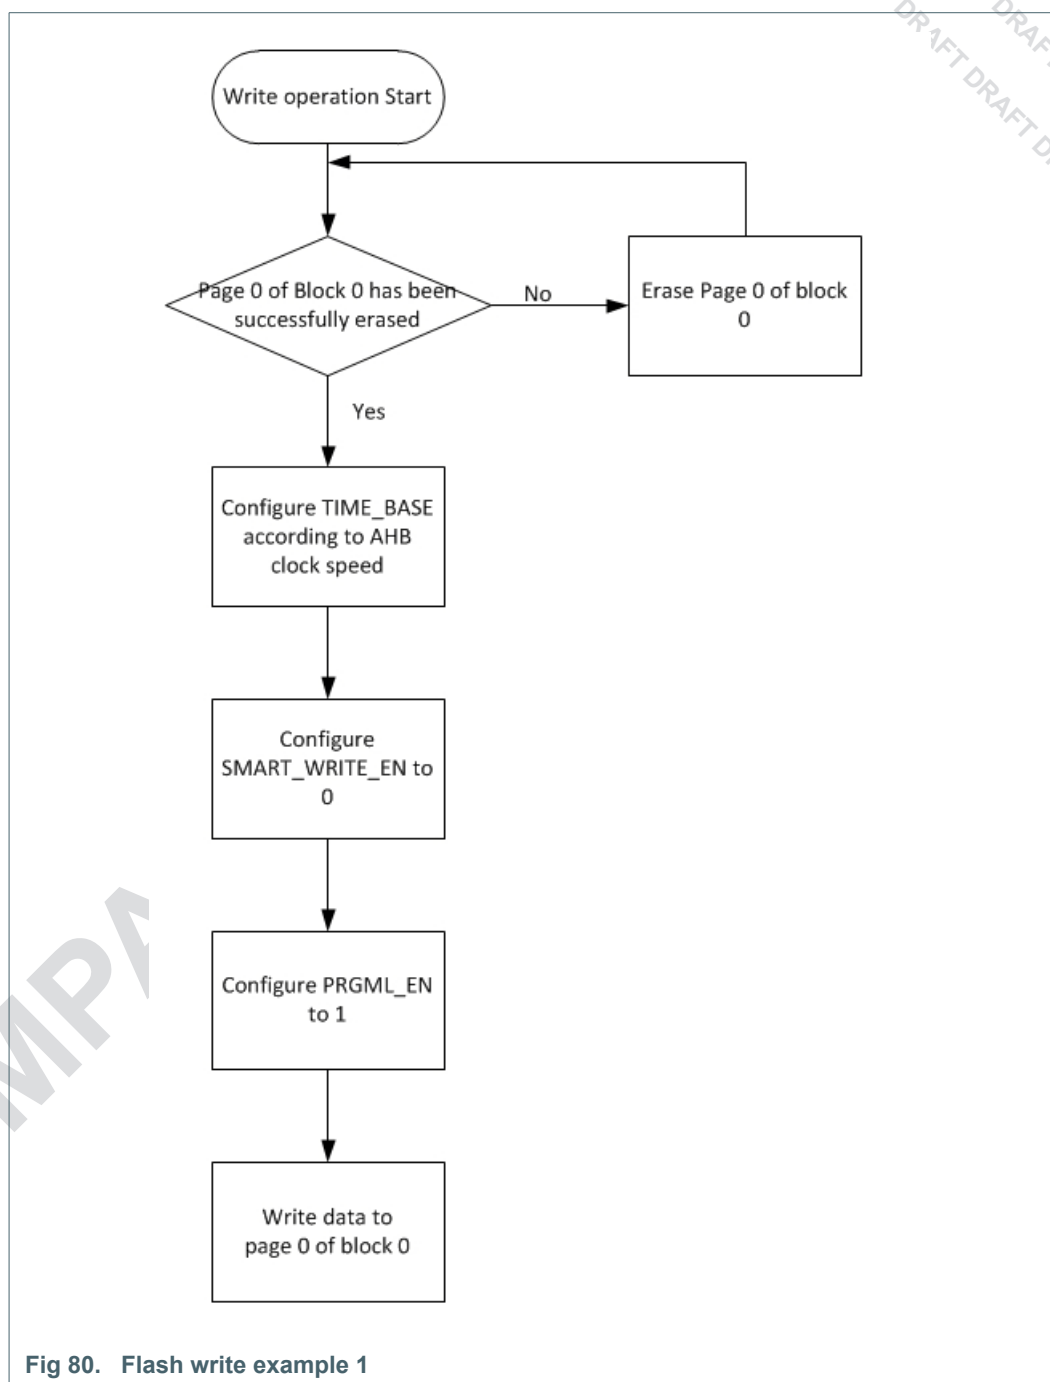 DRAFT DRAFT
Write operation Start
Page 0 of Block 0 has been
successfully erased
No
Erase Page 0 of block
0
Yes
Configure TIME_BASE
according to AHB
clock speed
Configure
SMART_WRITE_EN to
0
Configure PRGML_EN
to 1
Write data to
page 0 of block 0
Fig 80. Flash write example 1